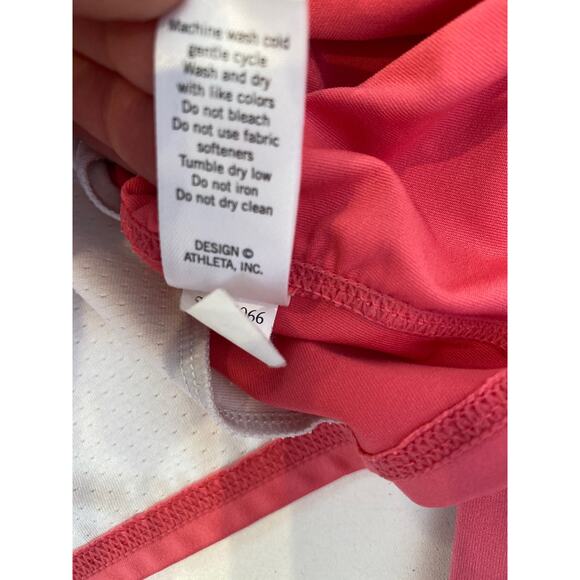 Machine wash cold
gentle cycle
Wash and dry
with like colors
Do not bleach
Do not use fabric
softeners
Tumble dry low
Do not iron
Do not dry clean
DESIGN ©
ATHLETA, INC.
066